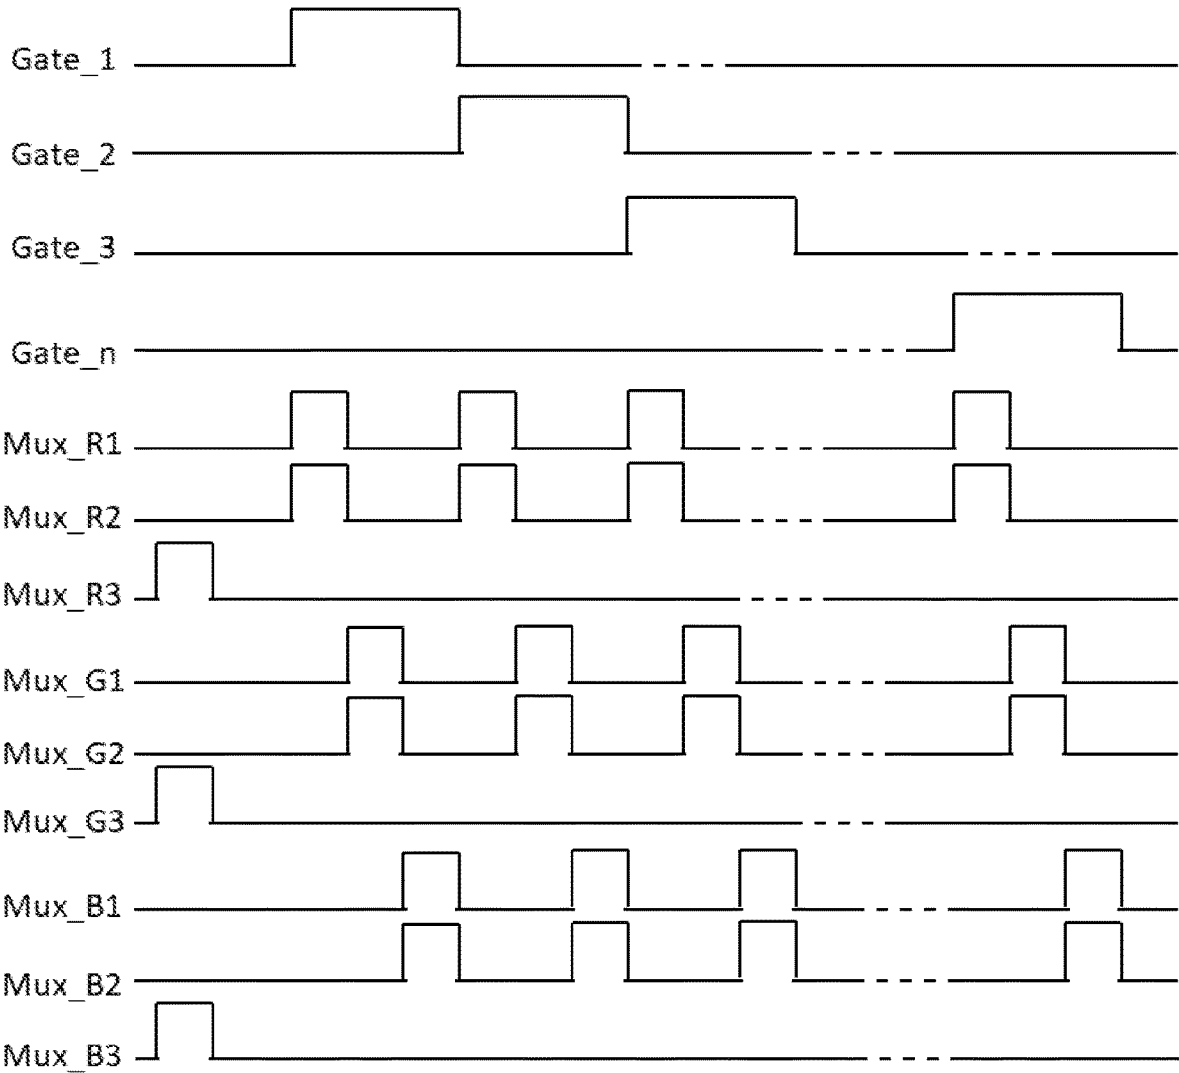 Gate_1
Gate_2
Gate_3
Gate_n
Mux_R1
Mux_R2
Mux_R3
Mux_G1
Mux_G2
Mux_G3
Mux_B1
Mux_B2
Mux_B3